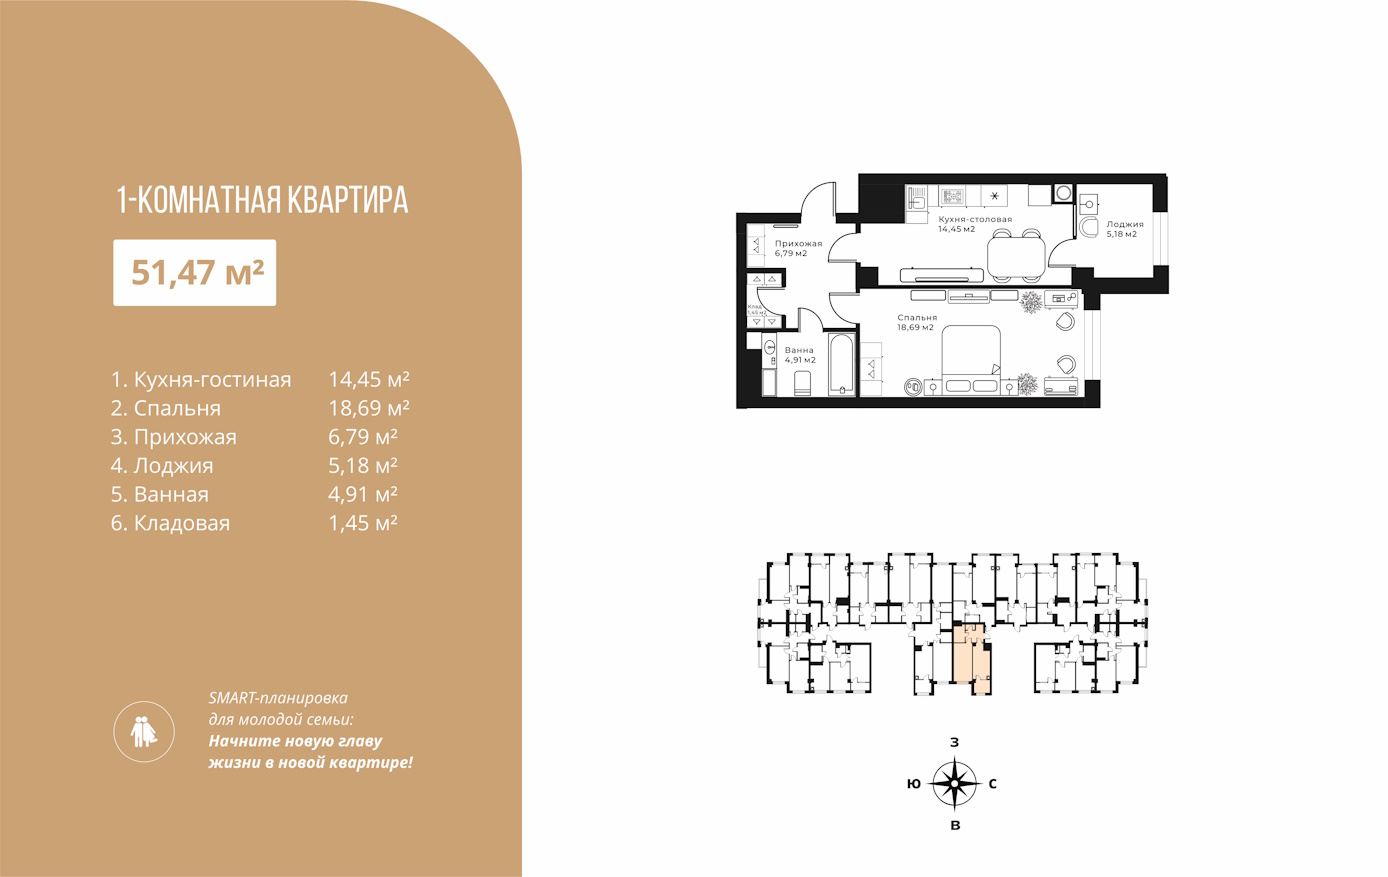 1-КОМНАТНАЯ КВАРТИРА
51,47 м²
1. Кухня-гостиная 14,45 м²
2. Спальня 18,69 м²
3. Прихожая 6,79 м²
4. Лоджия 5,18 м²
5. Ванная 4,91 м²
6. Кладовая 1,45 м²
SMART-планировка
для молодой семьи:
Начните новую главу
жизни в новой квартире!
Кухня-столовая
14,45 м2
Лоджия
5,18 м2
Прихожая
6,79 м2
Клад.
1,45 м2
Спальня
18,69 м2
Ванна
4,91 м2
З
Ю С
В